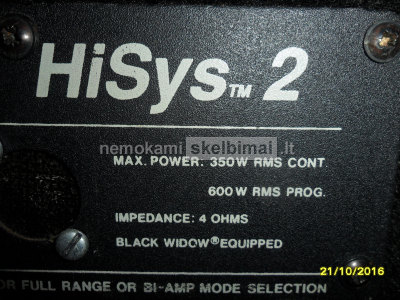 HiSys™ 2
nemokami skelbimai.lt
MAX. POWER: 350W RMS CONT.
600W RMS PROG.
IMPEDANCE: 4 OHMS
BLACK WIDOW® EQUIPPED
OR FULL RANGE OR BI-AMP MODE SELECTION
21/10/2016